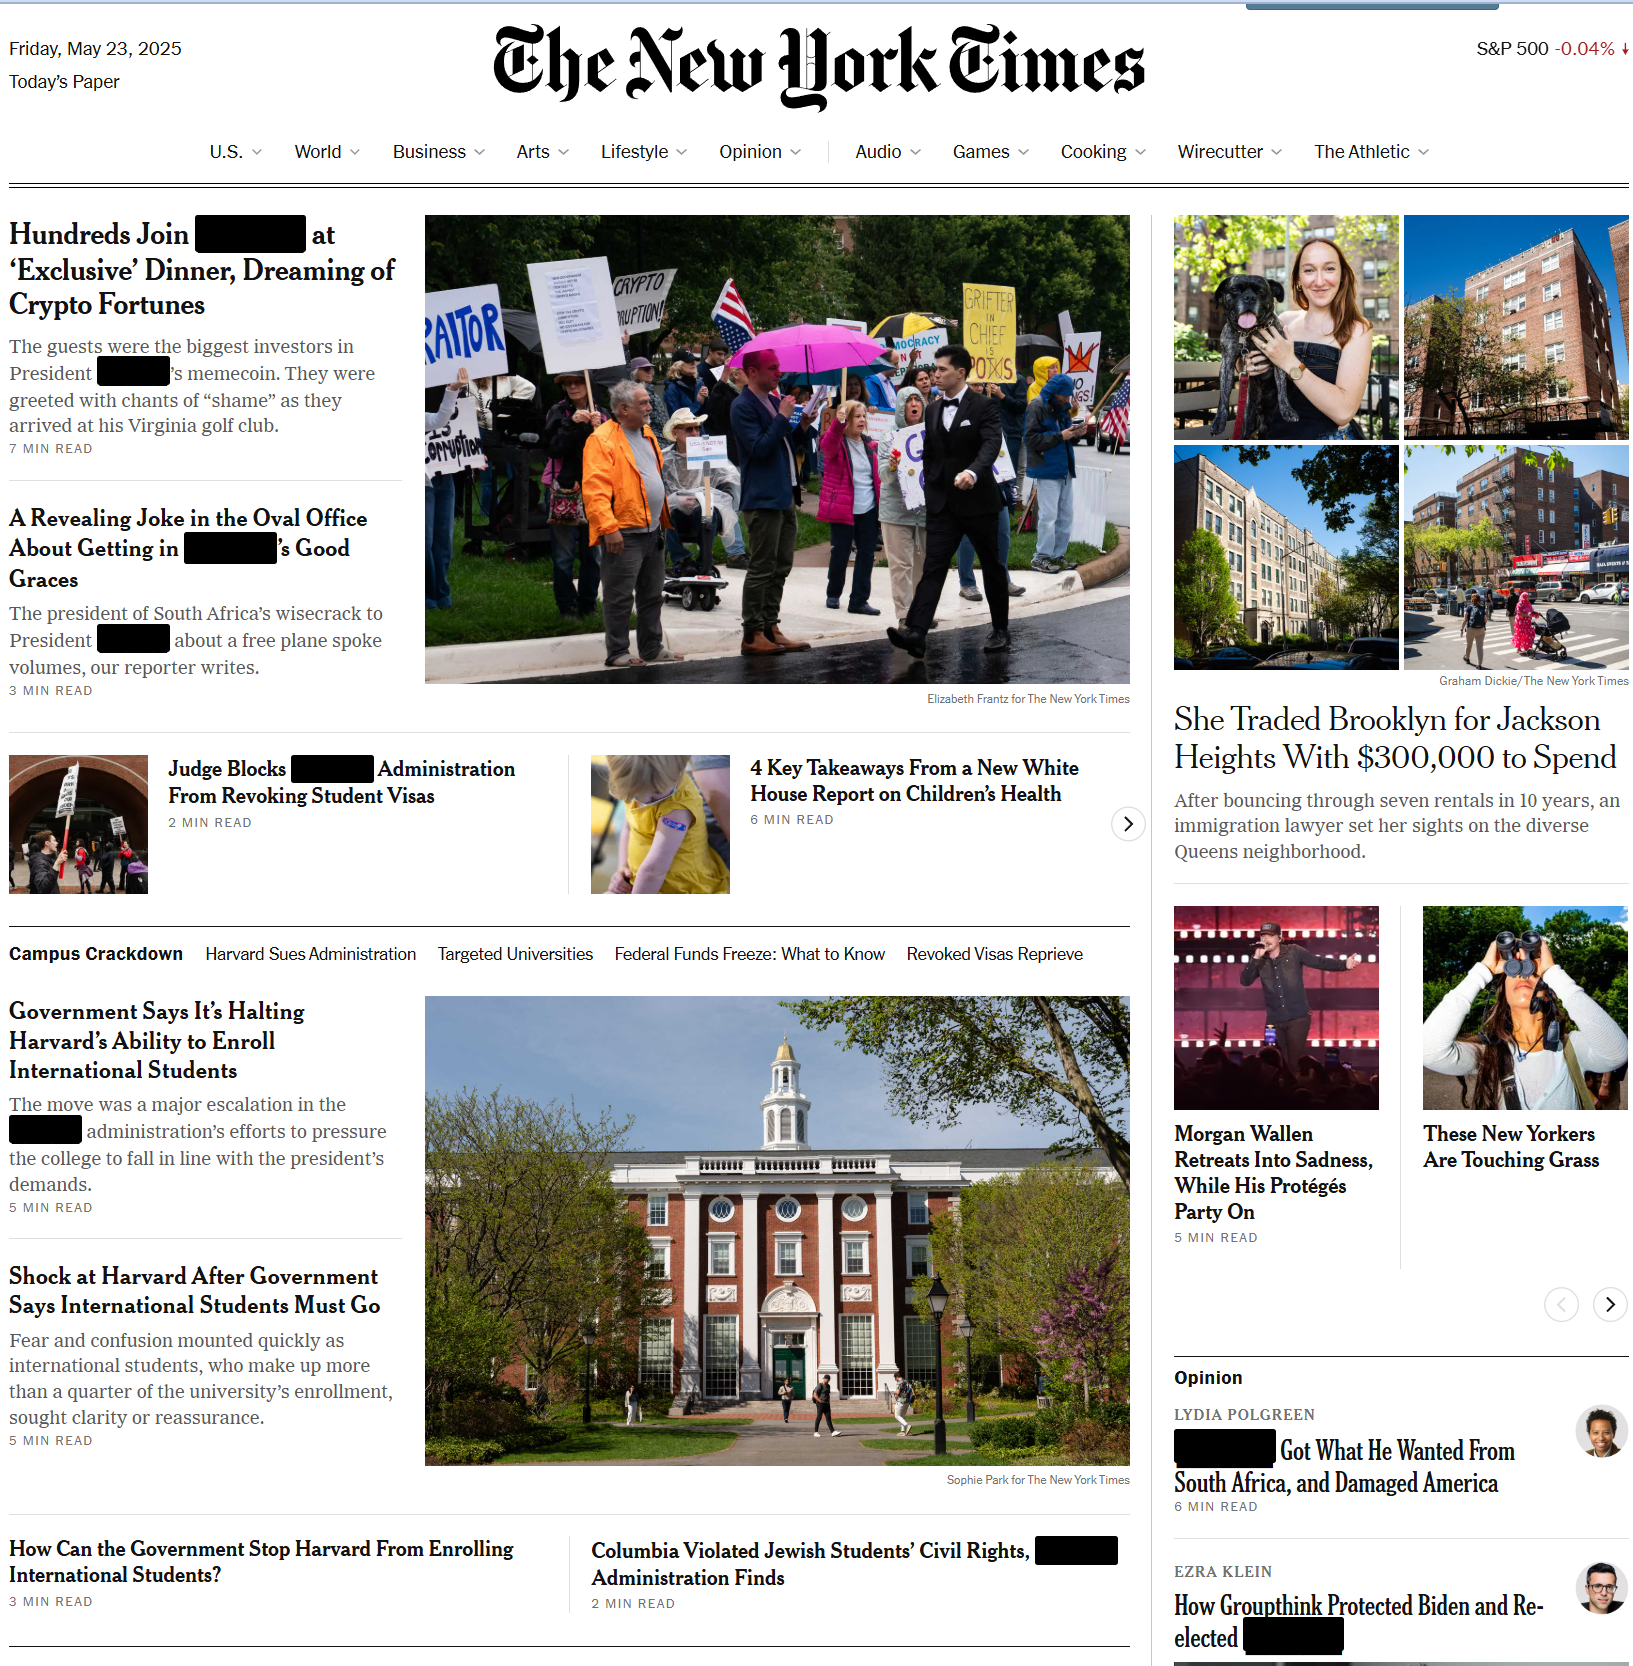 Friday, May 23, 2025
Today's Paper
The New York Times
S&P 500 -0.04%
U.S. World Business Arts Lifestyle Opinion Audio Games Cooking Wirecutter The Athletic
Hundreds Join at
‘Exclusive’ Dinner, Dreaming of
Crypto Fortunes
The guests were the biggest investors in
President ’s memecoin. They were
greeted with chants of “shame” as they
arrived at his Virginia golf club.
7 MIN READ
A Revealing Joke in the Oval Office
About Getting in ’s Good
Graces
The president of South Africa’s wisecrack to
President about a free plane spoke
volumes, our reporter writes.
3 MIN READ
RAITOR
CRYPTO
RUPTION!
GRIFTER
IN
CHIEF
IS
POTUS
MOCRACY
NOT
NO
GS!
corruption
Elizabeth Frantz for The New York Times
Judge Blocks Administration
From Revoking Student Visas
2 MIN READ
4 Key Takeaways From a New White
House Report on Children’s Health
6 MIN READ
Campus Crackdown Harvard Sues Administration Targeted Universities Federal Funds Freeze: What to Know Revoked Visas Reprieve
Government Says It’s Halting
Harvard’s Ability to Enroll
International Students
The move was a major escalation in the
administration’s efforts to pressure
the college to fall in line with the president’s
demands.
5 MIN READ
Shock at Harvard After Government
Says International Students Must Go
Fear and confusion mounted quickly as
international students, who make up more
than a quarter of the university’s enrollment,
sought clarity or reassurance.
5 MIN READ
Sophie Park for The New York Times
How Can the Government Stop Harvard From Enrolling
International Students?
3 MIN READ
Columbia Violated Jewish Students’ Civil Rights,
Administration Finds
2 MIN READ
Graham Dickie/The New York Times
She Traded Brooklyn for Jackson
Heights With $300,000 to Spend
After bouncing through seven rentals in 10 years, an
immigration lawyer set her sights on the diverse
Queens neighborhood.
Morgan Wallen
Retreats Into Sadness,
While His Protégés
Party On
5 MIN READ
These New Yorkers
Are Touching Grass
Opinion
LYDIA POLGREEN
Got What He Wanted From
South Africa, and Damaged America
6 MIN READ
EZRA KLEIN
How Groupthink Protected Biden and Re-
elected